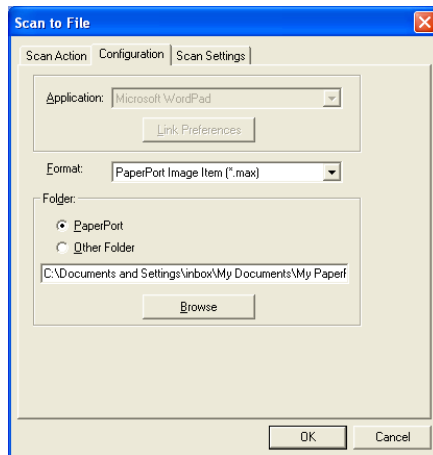 Scan to File
Scan Action Configuration Scan Settings
Application: Microsoft WordPad
Link Preferences
Format: PaperPort Image Item (*.max)
Folder:
PaperPort
Other Folder
C:\Documents and Settings\inbox\My Documents\My PaperF
Browse
OK Cancel